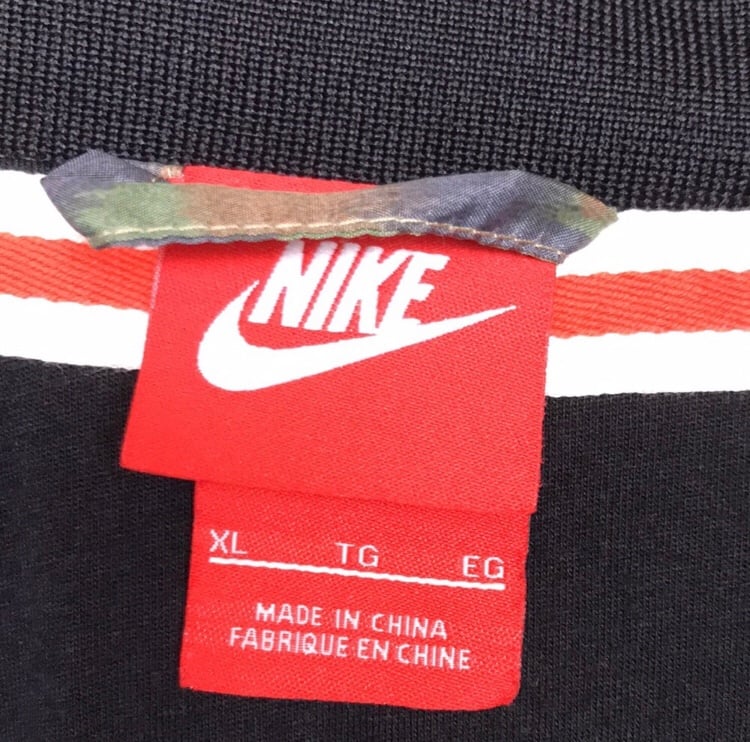 NIKE
XL TG EG
MADE IN CHINA
FABRIQUE EN CHINE